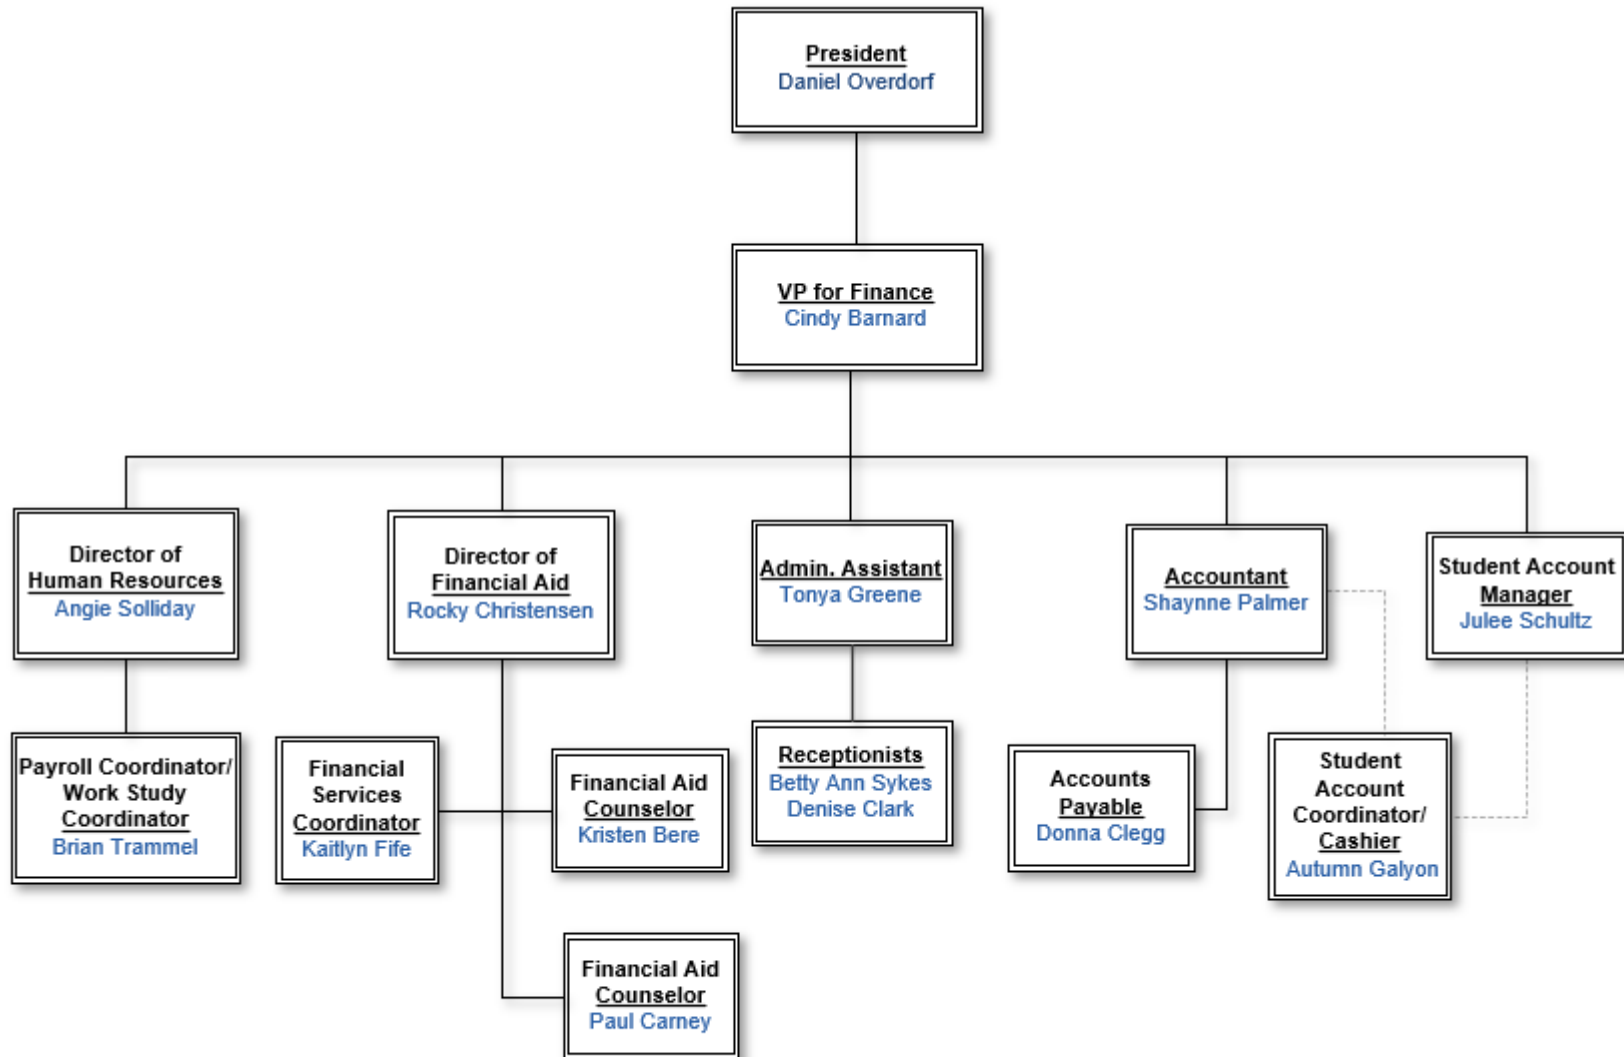 President
Daniel Overdorf
VP for Finance
Cindy Barnard
Director of
Human Resources
Angie Solliday
Director of
Financial Aid
Rocky Christensen
Admin. Assistant
Tonya Greene
Accountant
Shaynne Palmer
Student Account
Manager
Julee Schultz
Payroll Coordinator/
Work Study
Coordinator
Brian Trammel
Financial
Services
Coordinator
Kaitlyn Fife
Financial Aid
Counselor
Kristen Bere
Receptionists
Betty Ann Sykes
Denise Clark
Accounts
Payable
Donna Clegg
Student
Account
Coordinator/
Cashier
Autumn Galyon
Financial Aid
Counselor
Paul Carney